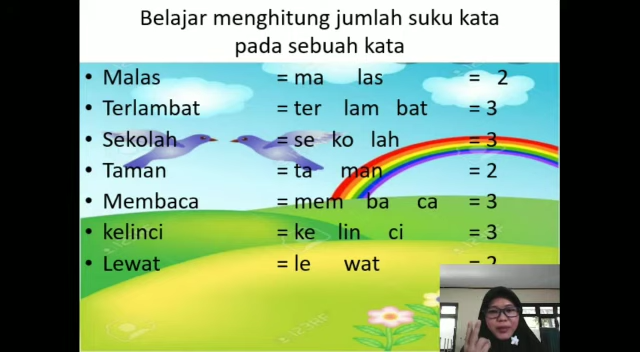 Belajar menghitung jumlah suku kata
pada sebuah kata
• Malas = ma las = 2
• Terlambat = ter lam bat = 3
• Sekolah = se ko lah = 3
• Taman = ta man = 2
• Membaca = mem ba ca = 3
• kelinci = ke lin ci = 3
• Lewat = le wat = 2